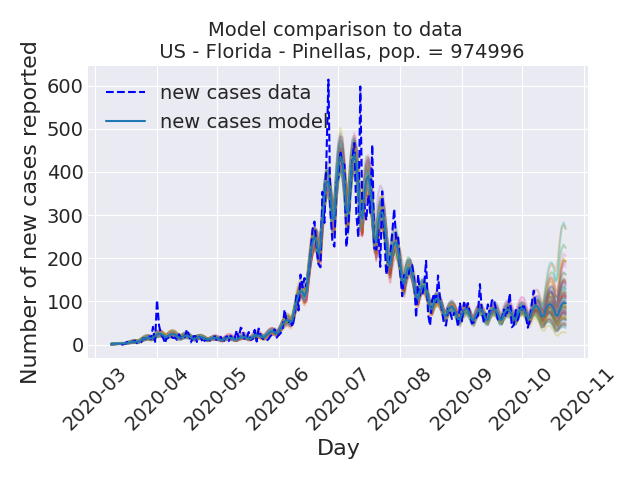 Model comparison to data
US - Florida - Pinellas, pop. = 974996
Number of new cases reported
600
500
400
300
200
100
0
new cases data
new cases model
2020-03
2020-04
2020-05
2020-06
2020-07
2020-08
2020-09
2020-10
2020-11
Day